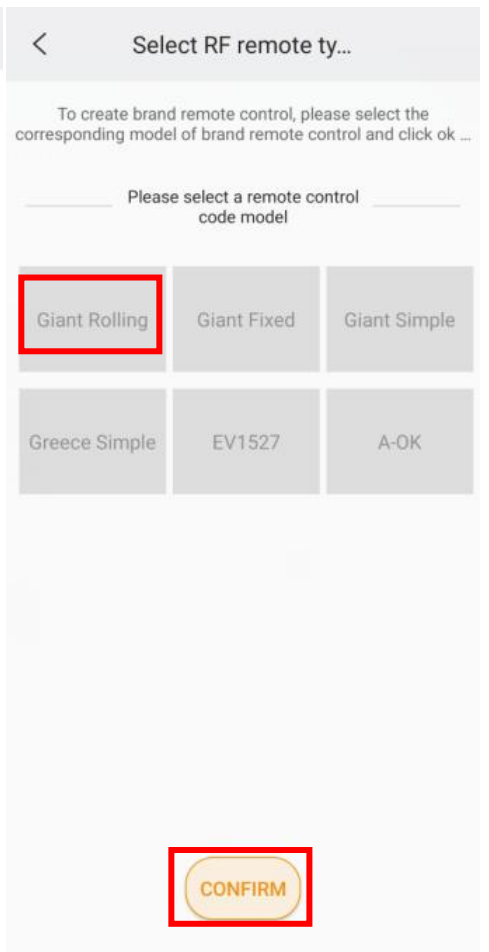 Select RF remote ty...
To create brand remote control, please select the
corresponding model of brand remote control and click ok ...
Please select a remote control
code model
Giant Rolling Giant Fixed Giant Simple
Greece Simple EV1527 A-OK
CONFIRM